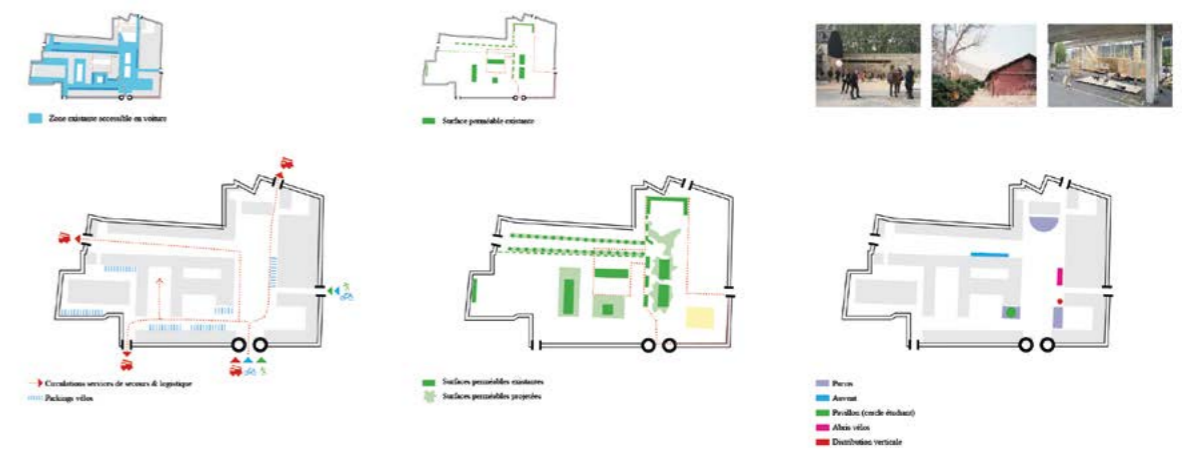 Zone existante accessible en voiture
Surface perméable existante
Circulations services de secours & logistique
Parkings vélos
Surfaces perméables existantes
Surfaces perméables projetées
Parvis
Auvent
Pavillon (cercle étudiant)
Abris vélos
Distribution verticale